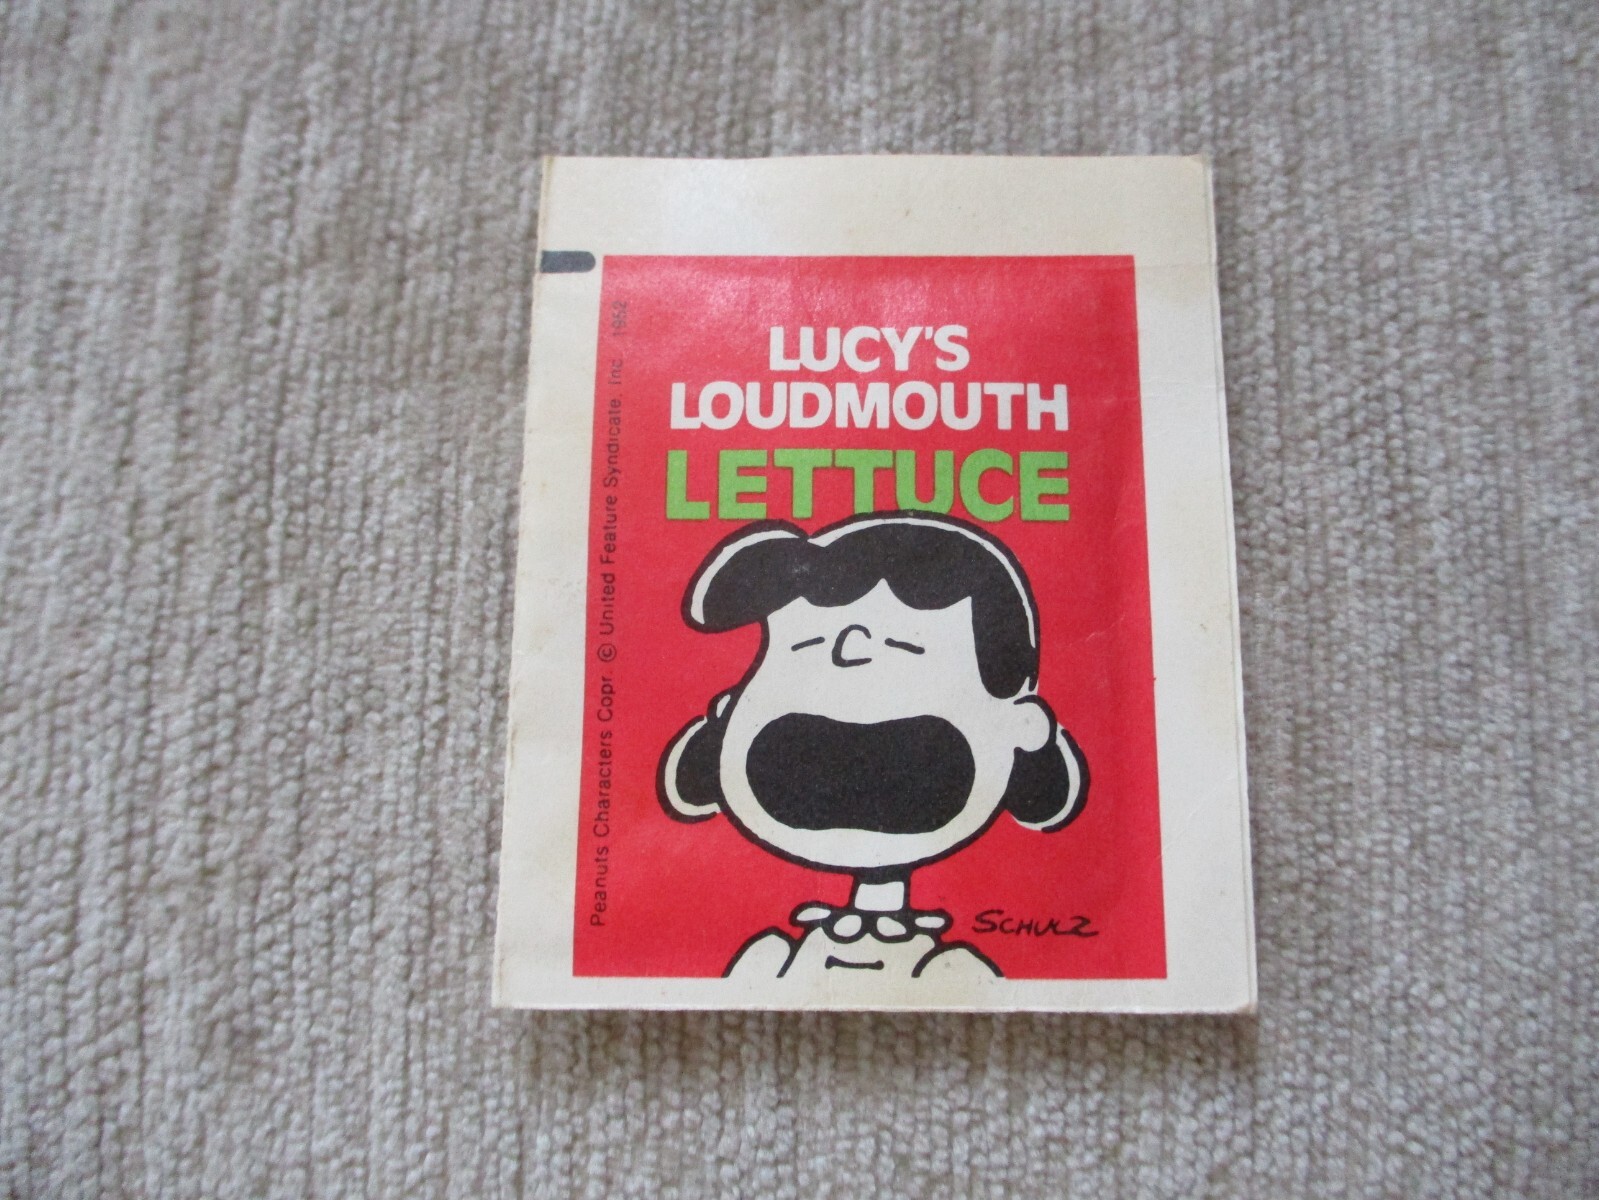 LUCY'S
LOUDMOUTH
LETTUCE
SCHULZ
Peanuts Characters Copr. © United Feature Syndicate, Inc. 1952